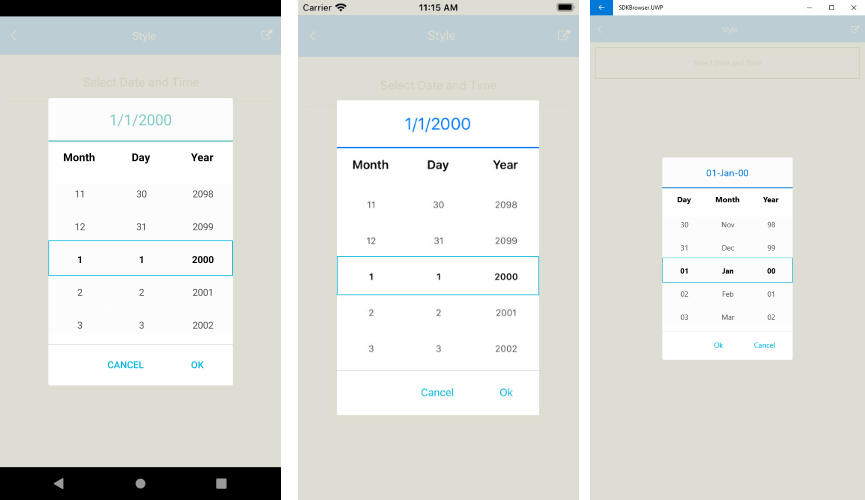 Style
Select Date and Time
1/1/2000
Month Day Year
11 30 2098
12 31 2099
1 1 2000
2 2 2001
3 3 2002
CANCEL OK
Carrier 11:15 AM
Style
Select Date and Time
1/1/2000
Month Day Year
11 30 2098
12 31 2099
1 1 2000
2 2 2001
3 3 2002
Cancel Ok
SDKBrowser.UWP
Style
Select Date and Time
01-Jan-00
Day Month Year
30 Nov 98
31 Dec 99
01 Jan 00
02 Feb 01
03 Mar 02
Ok Cancel